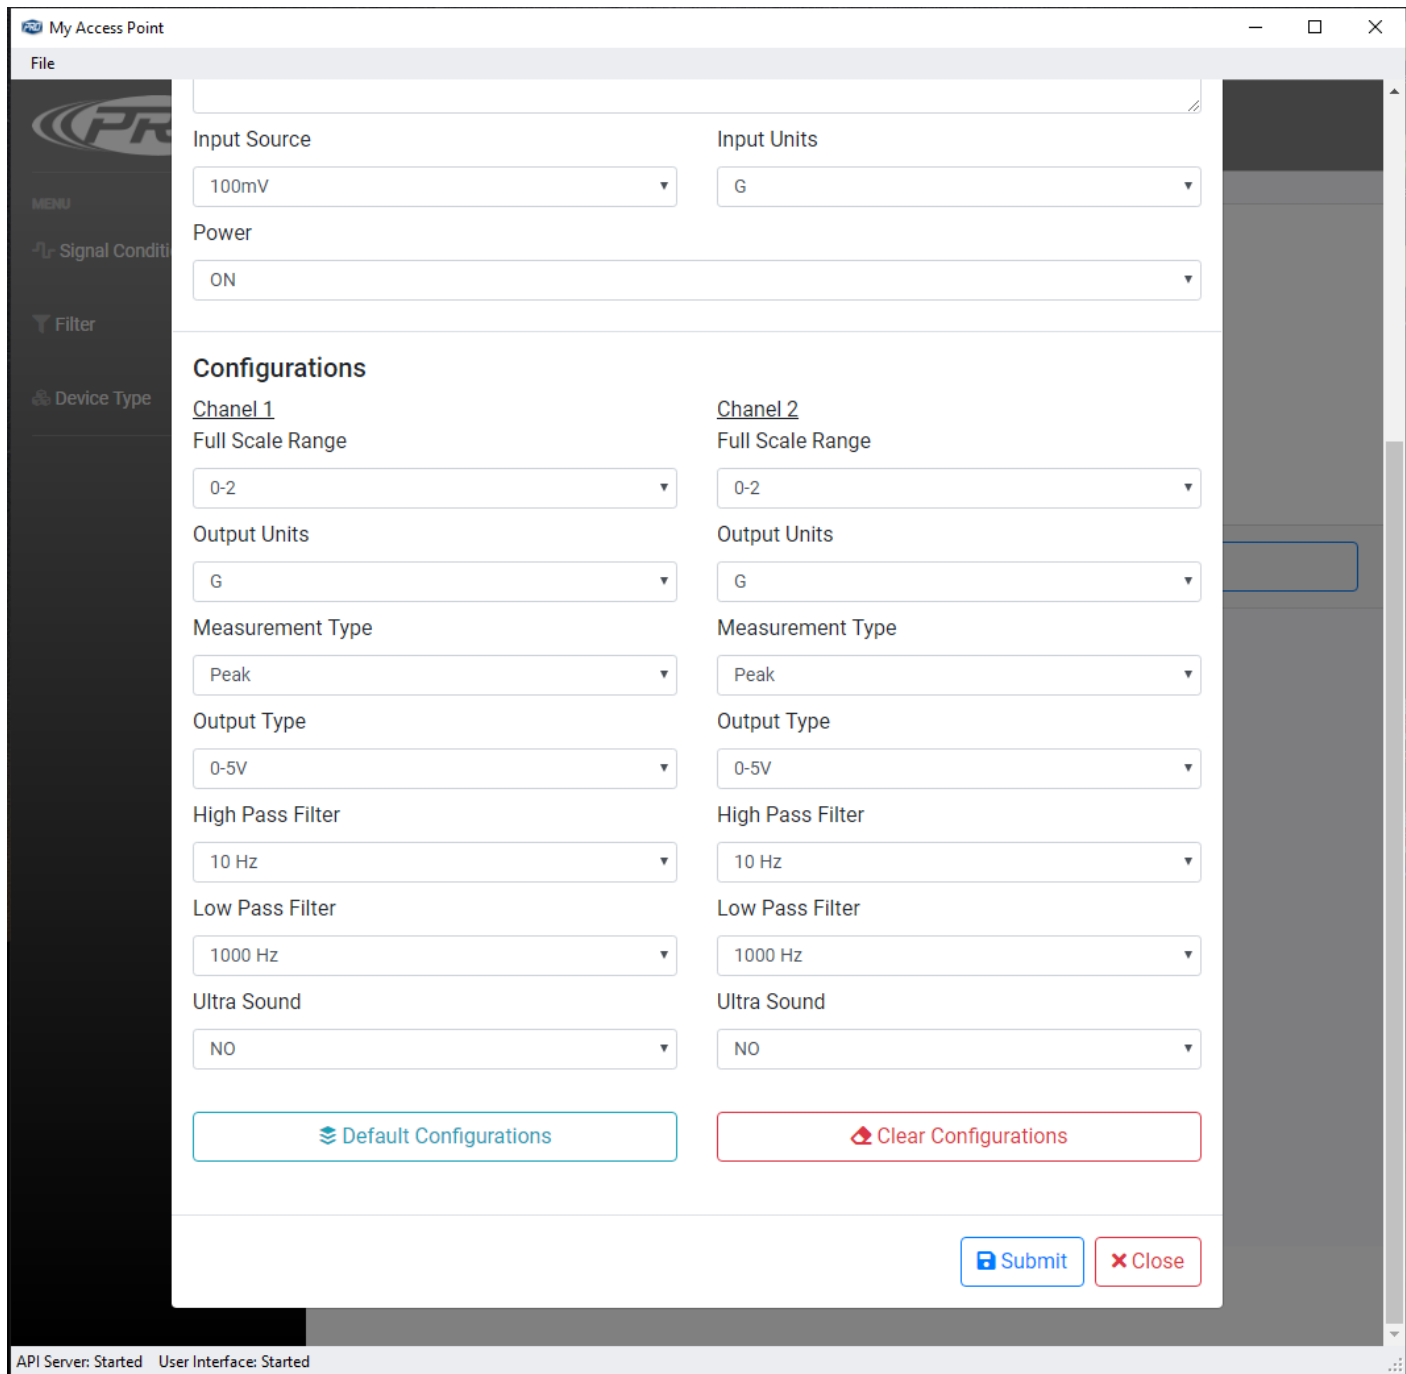 PRO My Access Point
File
MENU
Signal Conditi
Filter
Device Type
Input Source Input Units
100mV G
Power
ON
Configurations
Chanel 1 Chanel 2
Full Scale Range Full Scale Range
0-2 0-2
Output Units Output Units
G G
Measurement Type Measurement Type
Peak Peak
Output Type Output Type
0-5V 0-5V
High Pass Filter High Pass Filter
10 Hz 10 Hz
Low Pass Filter Low Pass Filter
1000 Hz 1000 Hz
Ultra Sound Ultra Sound
NO NO
Default Configurations Clear Configurations
Submit Close
API Server: Started User Interface: Started